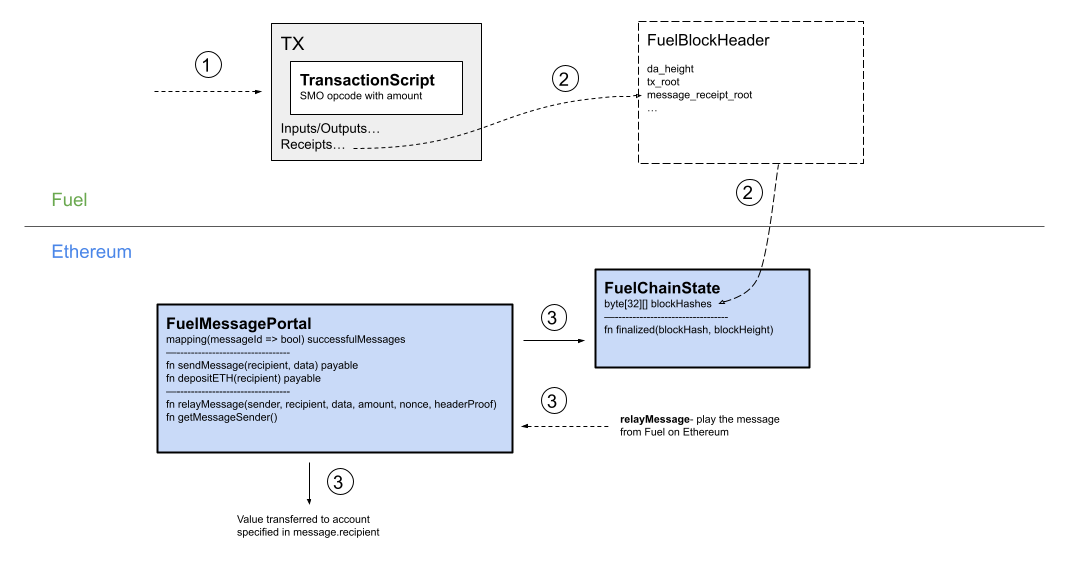 1
TX
TransactionScript
SMO opcode with amount
Inputs/Outputs…
Receipts…
2
FuelBlockHeader
da_height
tx_root
message_receipt_root
…
2
Fuel
Ethereum
FuelChainState
byte[32][] blockHashes
-----------------------------------
fn finalized(blockHash, blockHeight)
FuelMessagePortal
mapping(messageId => bool) successfulMessages
-----------------------------------
fn sendMessage(recipient, data) payable
fn depositETH(recipient) payable
-----------------------------------
fn relayMessage(sender, recipient, data, amount, nonce, headerProof)
fn getMessageSender()
3
3
relayMessage- play the message
from Fuel on Ethereum
3
Value transferred to account
specified in message.recipient